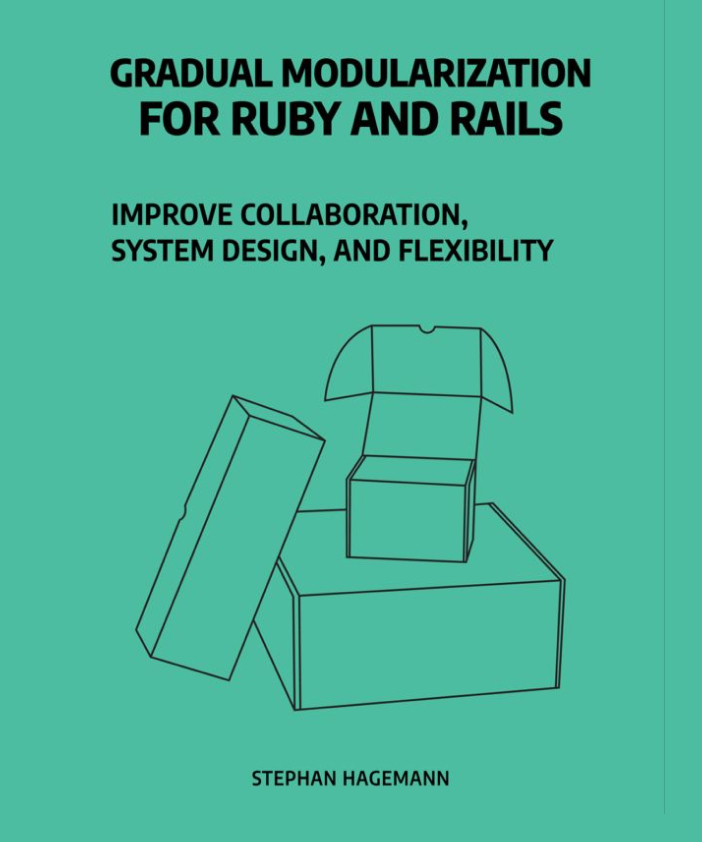 GRADUAL MODULARIZATION
FOR RUBY AND RAILS
IMPROVE COLLABORATION,
SYSTEM DESIGN, AND FLEXIBILITY
STEPHAN HAGEMANN